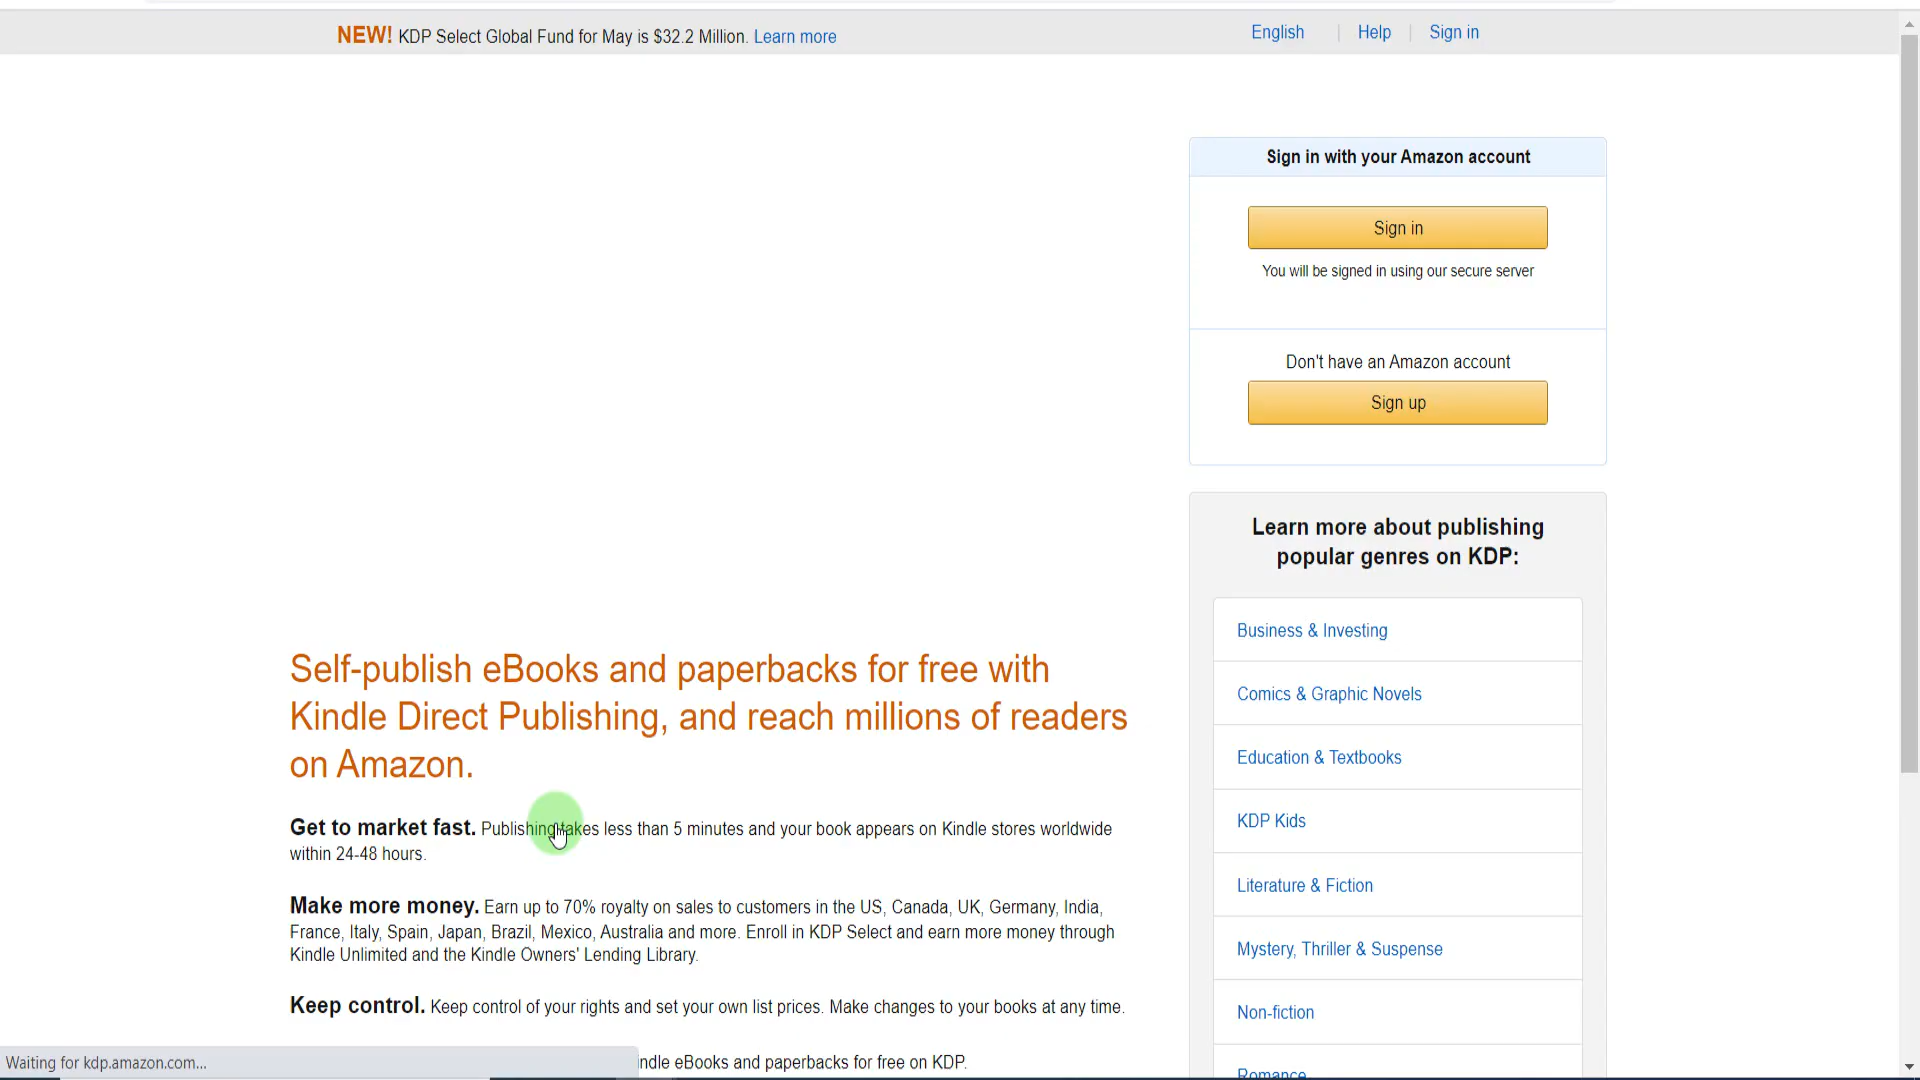 NEW! KDP Select Global Fund for May is $32.2 Million. Learn more
English | Help | Sign in
Sign in with your Amazon account
Sign in
You will be signed in using our secure server
Don't have an Amazon account
Sign up
Learn more about publishing
popular genres on KDP:
Business & Investing
Comics & Graphic Novels
Education & Textbooks
KDP Kids
Literature & Fiction
Mystery, Thriller & Suspense
Non-fiction
Romance
Self-publish eBooks and paperbacks for free with
Kindle Direct Publishing, and reach millions of readers
on Amazon.
Get to market fast. Publishing takes less than 5 minutes and your book appears on Kindle stores worldwide
within 24-48 hours.
Make more money. Earn up to 70% royalty on sales to customers in the US, Canada, UK, Germany, India,
France, Italy, Spain, Japan, Brazil, Mexico, Australia and more. Enroll in KDP Select and earn more money through
Kindle Unlimited and the Kindle Owners' Lending Library.
Keep control. Keep control of your rights and set your own list prices. Make changes to your books at any time.
indle eBooks and paperbacks for free on KDP.
Waiting for kdp.amazon.com...